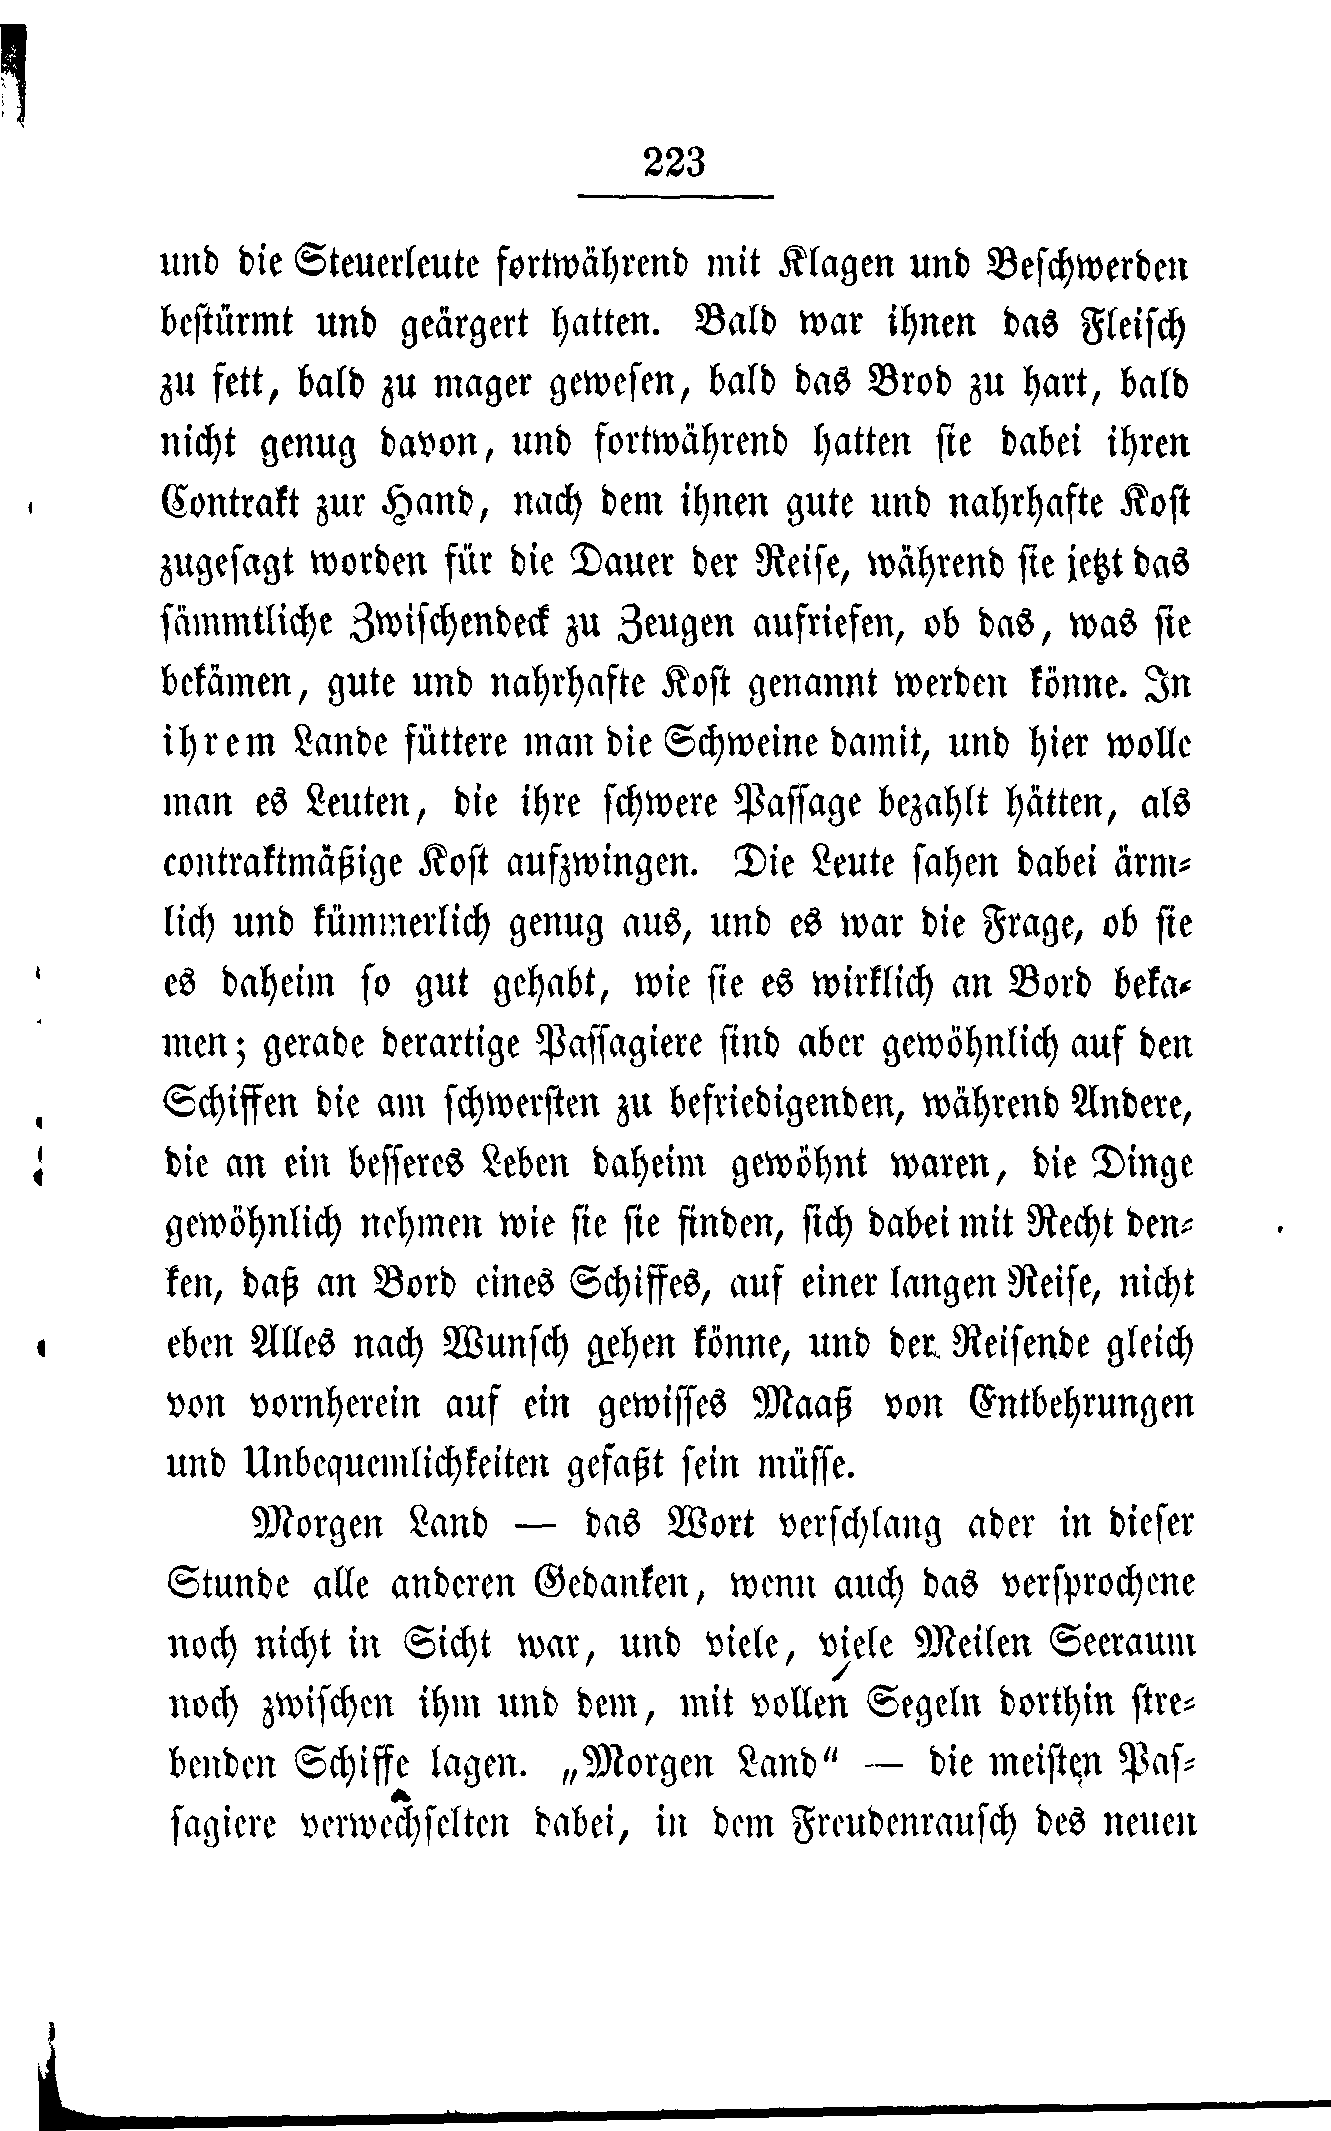 223
und die Steuerleute fortwährend mit Klagen und Beschwerden
bestürmt und geärgert hatten. Bald war ihnen das Fleisch
zu fett, bald zu mager gewesen, bald das Brod zu hart, bald
nicht genug davon, und fortwährend hatten sie dabei ihren
Contrakt zur Hand, nach dem ihnen gute und nahrhafte Kost
zugesagt worden für die Dauer der Reise, während sie jetzt das
sämmtliche Zwischendeck zu Zeugen aufriefen, ob das, was sie
bekämen, gute und nahrhafte Kost genannt werden könne. In
ihrem Lande füttere man die Schweine damit, und hier wolle
man es Leuten, die ihre schwere Passage bezahlt hätten, als
contraktmäßige Kost aufzwingen. Die Leute sahen dabei ärm-
lich und kümmerlich genug aus, und es war die Frage, ob sie
es daheim so gut gehabt, wie sie es wirklich an Bord beka-
men; gerade derartige Passagiere sind aber gewöhnlich auf den
Schiffen die am schwersten zu befriedigenden, während Andere,
die an ein besseres Leben daheim gewöhnt waren, die Dinge
gewöhnlich nehmen wie sie sie finden, sich dabei mit Recht den-
ken, daß an Bord eines Schiffes, auf einer langen Reise, nicht
eben Alles nach Wunsch gehen könne, und der Reisende gleich
von vornherein auf ein gewisses Maaß von Entbehrungen
und Unbequemlichkeiten gefaßt sein müsse.
Morgen Land — das Wort verschlang ader in dieser
Stunde alle anderen Gedanken, wenn auch das versprochene
noch nicht in Sicht war, und viele, viele Meilen Seeraum
noch zwischen ihm und dem, mit vollen Segeln dorthin stre-
benden Schiffe lagen. „Morgen Land“ — die meisten Pas-
sagiere verwechselten dabei, in dem Freudenrausch des neuen